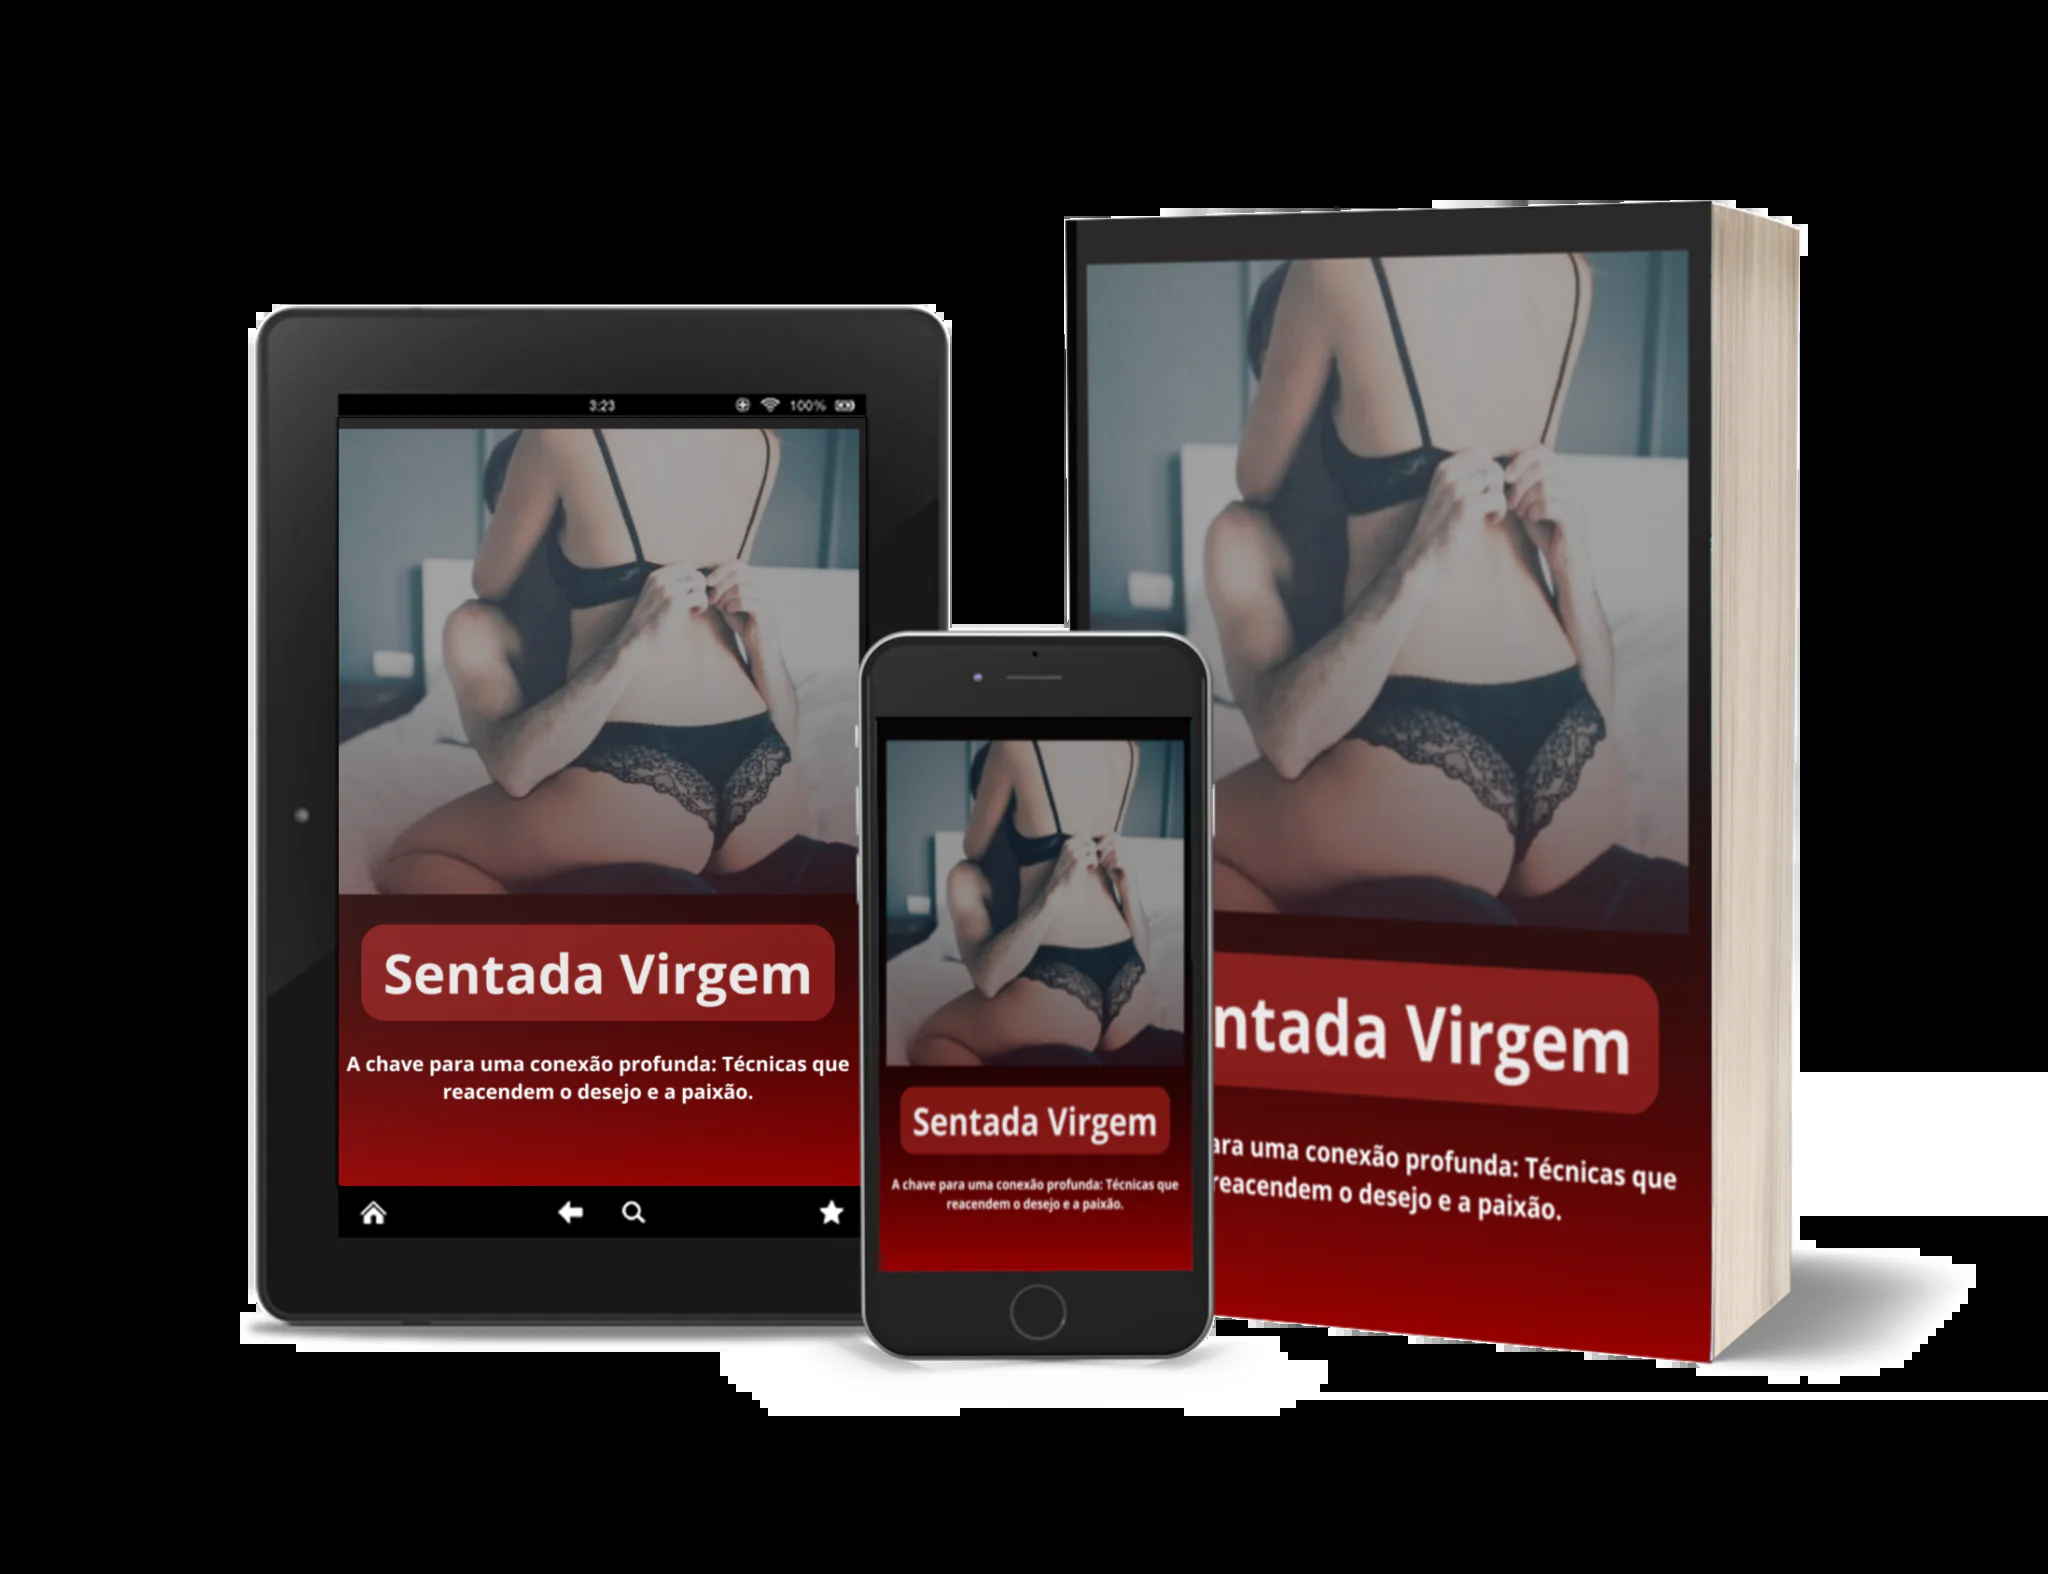 3:23
100%
Sentada Virgem
A chave para uma conexão profunda: Técnicas que
reacendem o desejo e a paixão.
Sentada Virgem
A chave para uma conexão profunda: Técnicas que
reacendem o desejo e a paixão.
ntada Virgem
ara uma conexão profunda: Técnicas que
reacendem o desejo e a paixão.